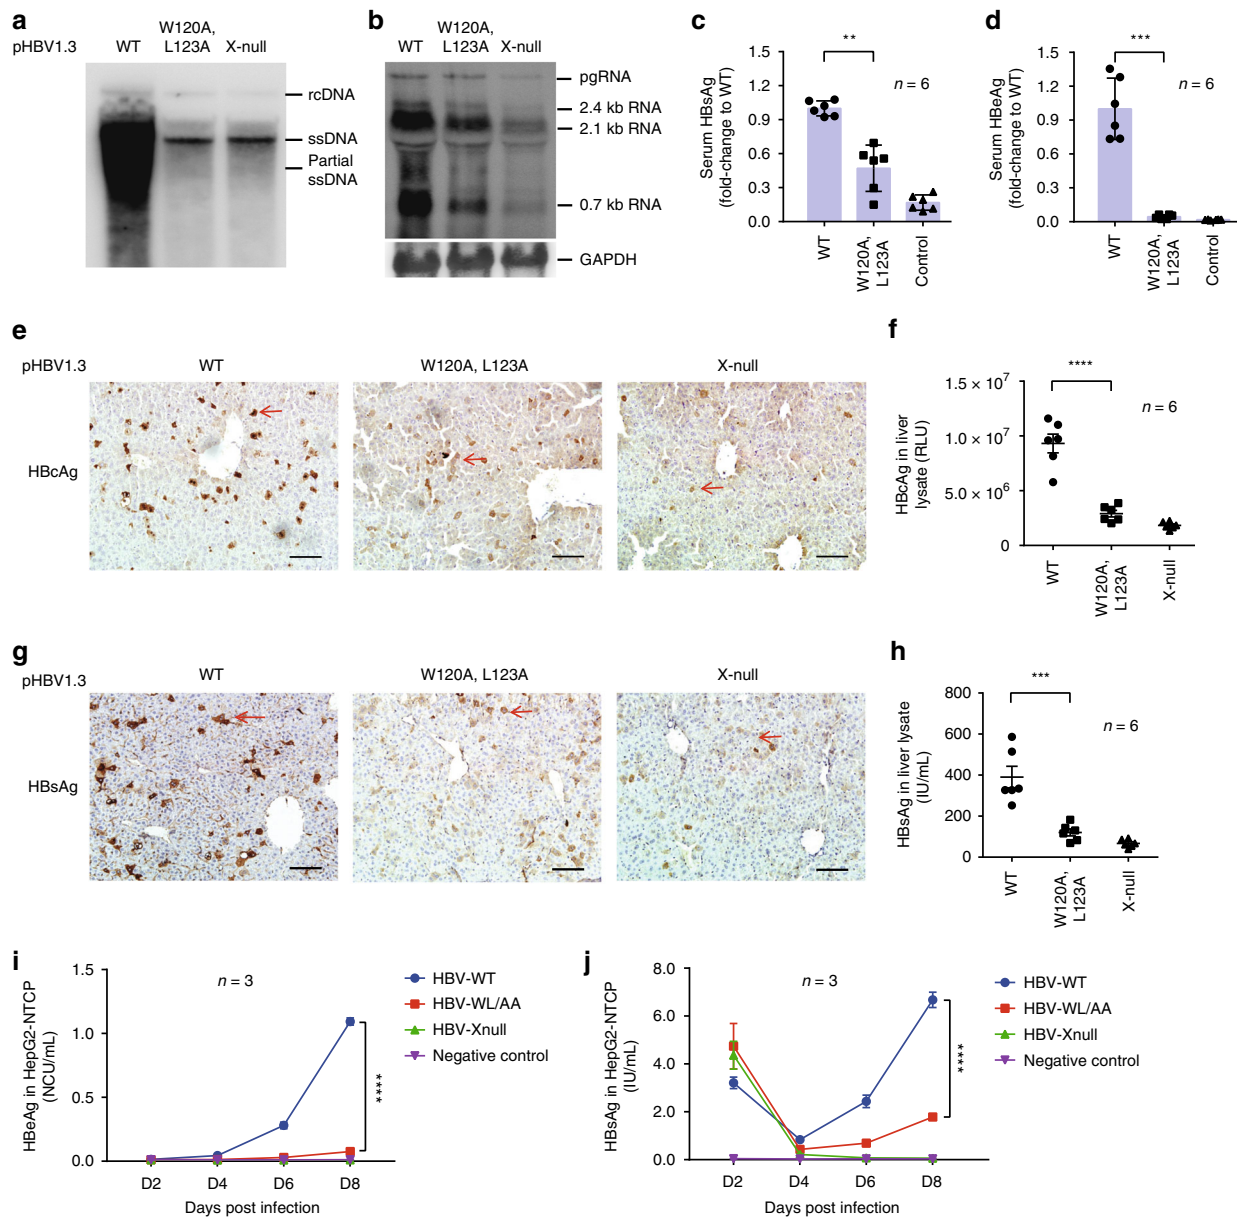 a
pHBV1.3
WT
W120A,
L123A
X-null
rcDNA
ssDNA
Partial
ssDNA
b
WT
W120A,
L123A
X-null
pgRNA
2.4 kb RNA
2.1 kb RNA
0.7 kb RNA
GAPDH
c
Serum HBsAg
(fold-change to WT)
1.5
1.2
0.9
0.6
0.3
0.0
**
n = 6
WT
W120A,
L123A
Control
d
Serum HBeAg
(fold-change to WT)
1.5
1.2
0.9
0.6
0.3
0.0
***
n = 6
WT
W120A,
L123A
Control
e
pHBV1.3
WT
W120A, L123A
X-null
HBcAg
f
HBcAg in liver
lysate (RLU)
1.5 × 10⁷
1.0 × 10⁷
5.0 × 10⁶
0
****
n = 6
WT
W120A,
L123A
X-null
g
pHBV1.3
WT
W120A, L123A
X-null
HBsAg
h
HBsAg in liver lysate
(IU/mL)
800
600
400
200
0
***
n = 6
WT
W120A,
L123A
X-null
i
HBeAg in HepG2-NTCP
(NCU/mL)
1.5
1.0
0.5
0.0
n = 3
****
D2 D4 D6 D8
Days post infection
HBV-WT
HBV-WL/AA
HBV-Xnull
Negative control
j
HBsAg in HepG2-NTCP
(IU/mL)
8.0
6.0
4.0
2.0
0.0
n = 3
****
D2 D4 D6 D8
Days post infection
HBV-WT
HBV-WL/AA
HBV-Xnull
Negative control